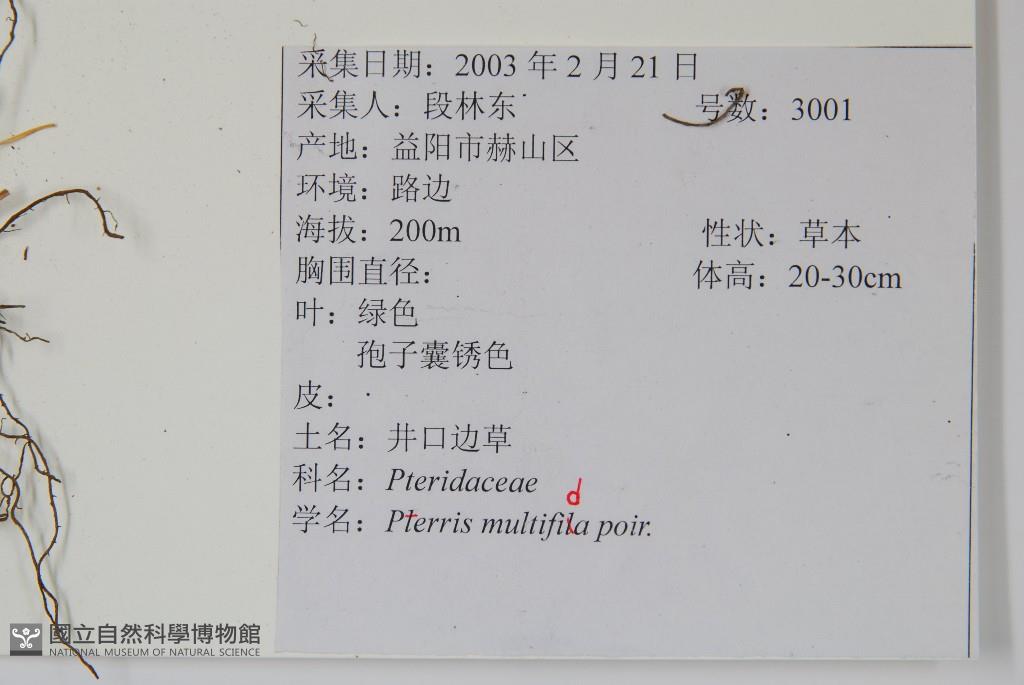 采集日期：2003 年 2 月 21 日
采集人：段林东 号数：3001
产地：益阳市赫山区
环境：路边
海拔：200m 性状：草本
胸围直径： 体高：20-30cm
叶：绿色
孢子囊锈色
皮：
土名：井口边草
科名：Pteridaceae
d
学名：Pterris multifila poir.
國立自然科學博物館
NATIONAL MUSEUM OF NATURAL SCIENCE